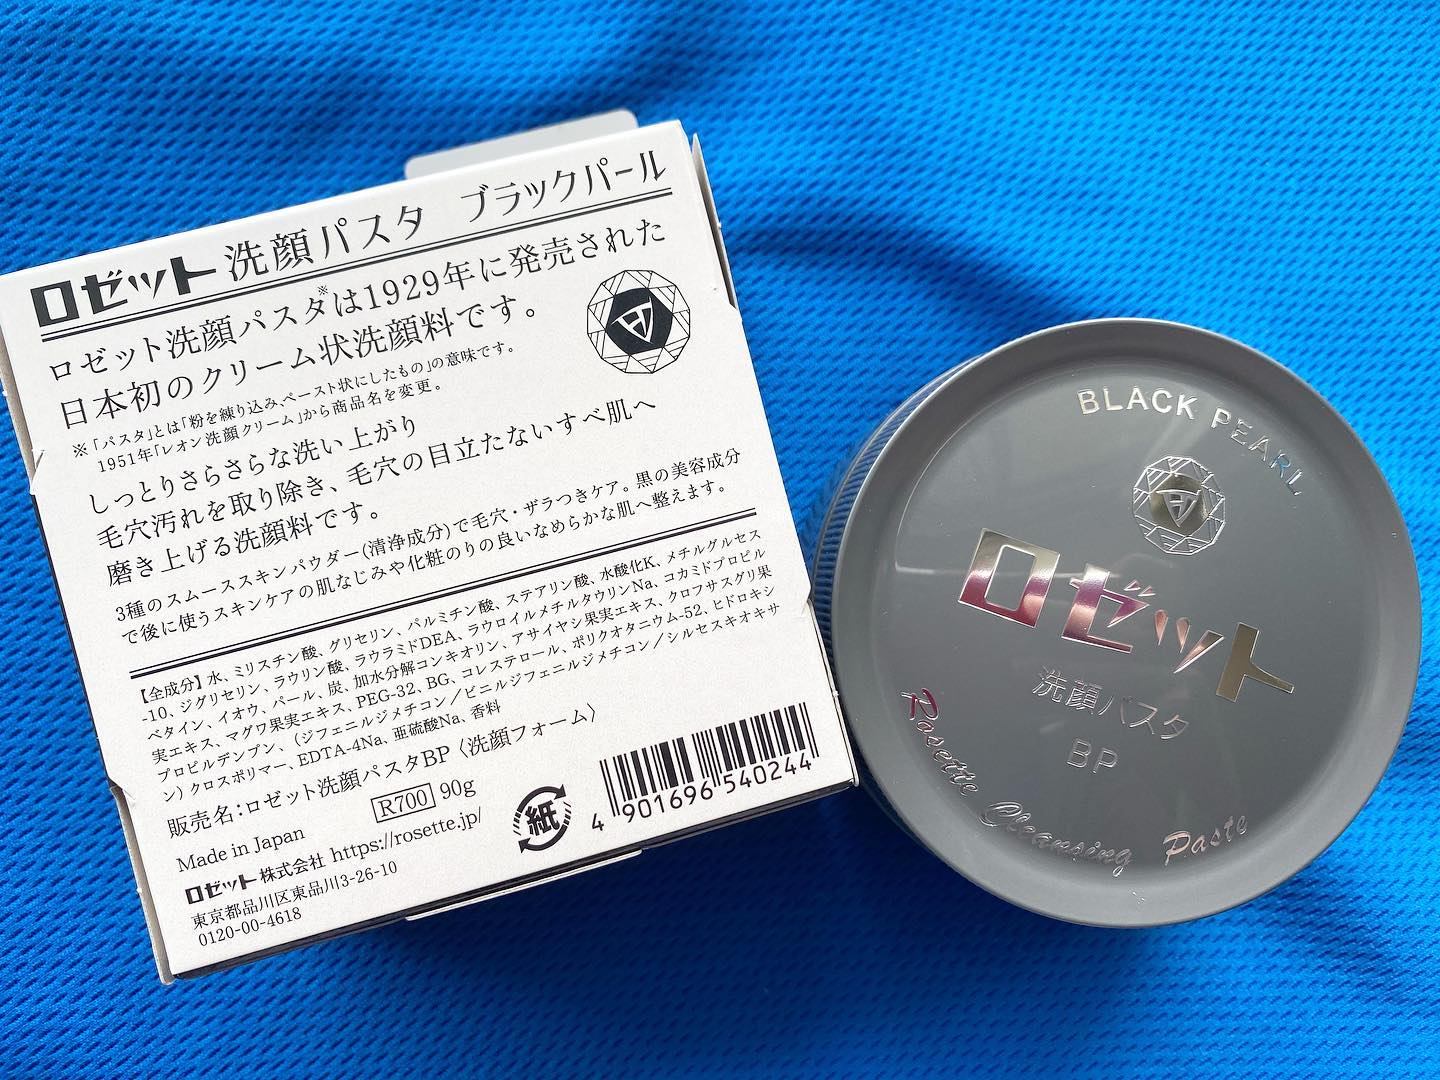 ロゼット 洗顔パスタ ブラックパール
ロゼット洗顔パスタ※は1929年に発売された
日本初のクリーム状洗顔料です。
※「パスタ」とは「粉を練り込み、ペースト状にしたもの」の意味です。
1951年「レオン洗顔クリーム」から商品名を変更。
しっとりさらさらな洗い上がり
毛穴汚れを取り除き、毛穴の目立たないすべ肌へ
磨き上げる洗顔料です。
3種のスムーススキンパウダー(清浄成分)で毛穴・ザラつきケア。黒の美容成分
で後に使うスキンケアの肌なじみや化粧のりの良いなめらかな肌へ整えます。
【全成分】水、ミリスチン酸、グリセリン、パルミチン酸、ステアリン酸、水酸化K、メチルグルセス
-10、ジグリセリン、ラウリン酸、ラウラミドDEA、ラウロイルメチルタウリンNa、コカミドプロピル
ベタイン、イオウ、パール、炭、加水分解コンキオリン、アサイヤシ果実エキス、クロフサスグリ果
実エキス、マグワ果実エキス、PEG-32、BG、コレステロール、ポリクオタニウム-52、ヒドロキシ
プロピルデンプン、(ジフェニルジメチコン/ビニルジフェニルジメチコン/シルセスキオキサ
ン)クロスポリマー、EDTA-4Na、亜硫酸Na、香料
販売名:ロゼット洗顔パスタBP〈洗顔フォーム〉
R700 90g
Made in Japan
ロゼット株式会社 https://rosette.jp/
東京都品川区東品川3-26-10
0120-00-4618
紙
4 901696 540244
BLACK PEARL
ロゼット
洗顔パスタ
BP
Rosette Cleansing Paste